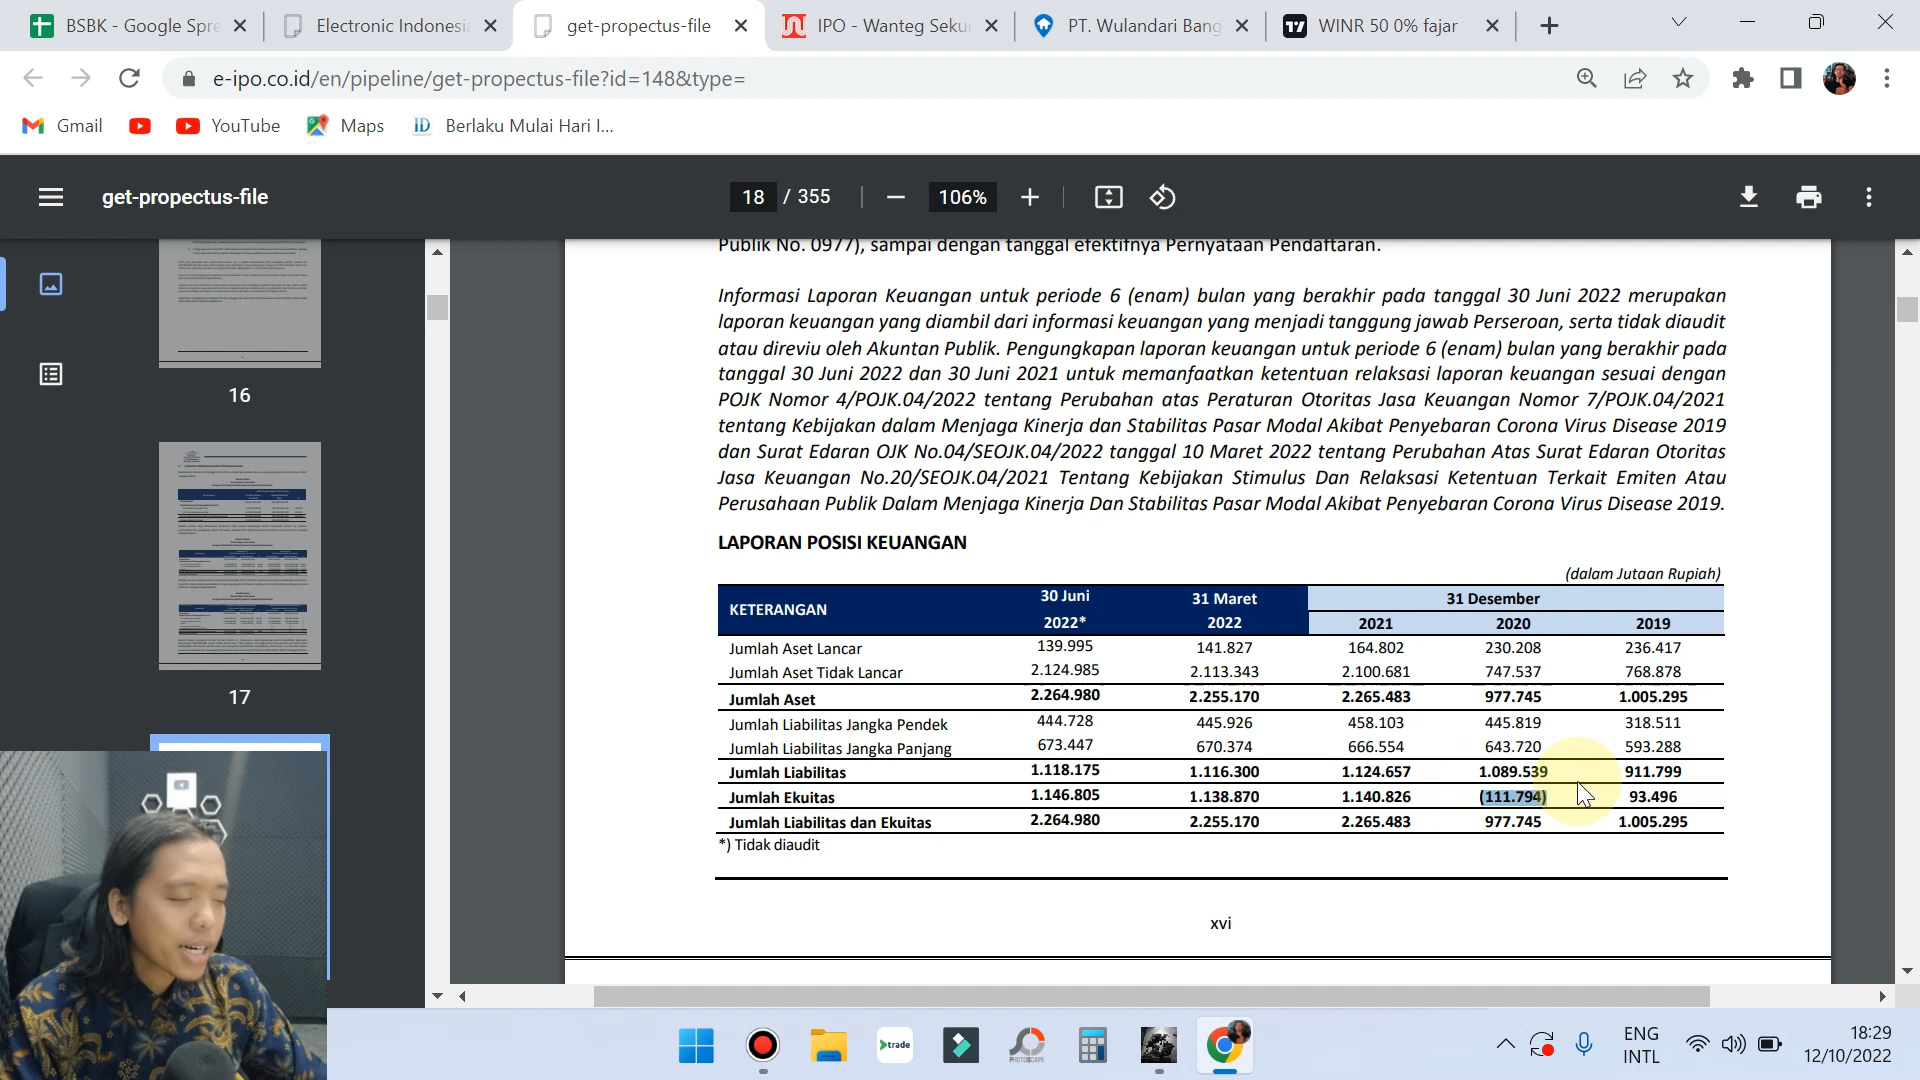 BSBK - Google Spre
Electronic Indonesia
get-propectus-file
IPO - Wanteg Sekur
PT. Wulandari Bang
WINR 50 0% fajar
e-ipo.co.id/en/pipeline/get-propectus-file?id=148&type=
Gmail
YouTube
Maps
Berlaku Mulai Hari I...
get-propectus-file
18 / 355
106%
16
17
Publik No. 0977), sampai dengan tanggal efektifnya Pernyataan Pendaftaran.
Informasi Laporan Keuangan untuk periode 6 (enam) bulan yang berakhir pada tanggal 30 Juni 2022 merupakan
laporan keuangan yang diambil dari informasi keuangan yang menjadi tanggung jawab Perseroan, serta tidak diaudit
atau direviu oleh Akuntan Publik. Pengungkapan laporan keuangan untuk periode 6 (enam) bulan yang berakhir pada
tanggal 30 Juni 2022 dan 30 Juni 2021 untuk memanfaatkan ketentuan relaksasi laporan keuangan sesuai dengan
POJK Nomor 4/POJK.04/2022 tentang Perubahan atas Peraturan Otoritas Jasa Keuangan Nomor 7/POJK.04/2021
tentang Kebijakan dalam Menjaga Kinerja dan Stabilitas Pasar Modal Akibat Penyebaran Corona Virus Disease 2019
dan Surat Edaran OJK No.04/SEOJK.04/2022 tanggal 10 Maret 2022 tentang Perubahan Atas Surat Edaran Otoritas
Jasa Keuangan No.20/SEOJK.04/2021 Tentang Kebijakan Stimulus Dan Relaksasi Ketentuan Terkait Emiten Atau
Perusahaan Publik Dalam Menjaga Kinerja Dan Stabilitas Pasar Modal Akibat Penyebaran Corona Virus Disease 2019.
LAPORAN POSISI KEUANGAN
(dalam Jutaan Rupiah)
KETERANGAN 30 Juni 2022* 31 Maret 2022 31 Desember
2021 2020 2019
Jumlah Aset Lancar 139.995 141.827 164.802 230.208 236.417
Jumlah Aset Tidak Lancar 2.124.985 2.113.343 2.100.681 747.537 768.878
Jumlah Aset 2.264.980 2.255.170 2.265.483 977.745 1.005.295
Jumlah Liabilitas Jangka Pendek 444.728 445.926 458.103 445.819 318.511
Jumlah Liabilitas Jangka Panjang 673.447 670.374 666.554 643.720 593.288
Jumlah Liabilitas 1.118.175 1.116.300 1.124.657 1.089.539 911.799
Jumlah Ekuitas 1.146.805 1.138.870 1.140.826 (111.794) 93.496
Jumlah Liabilitas dan Ekuitas 2.264.980 2.255.170 2.265.483 977.745 1.005.295
*) Tidak diaudit
xvi
trade
PHOTOSCAPE
ENG
INTL
18:29
12/10/2022